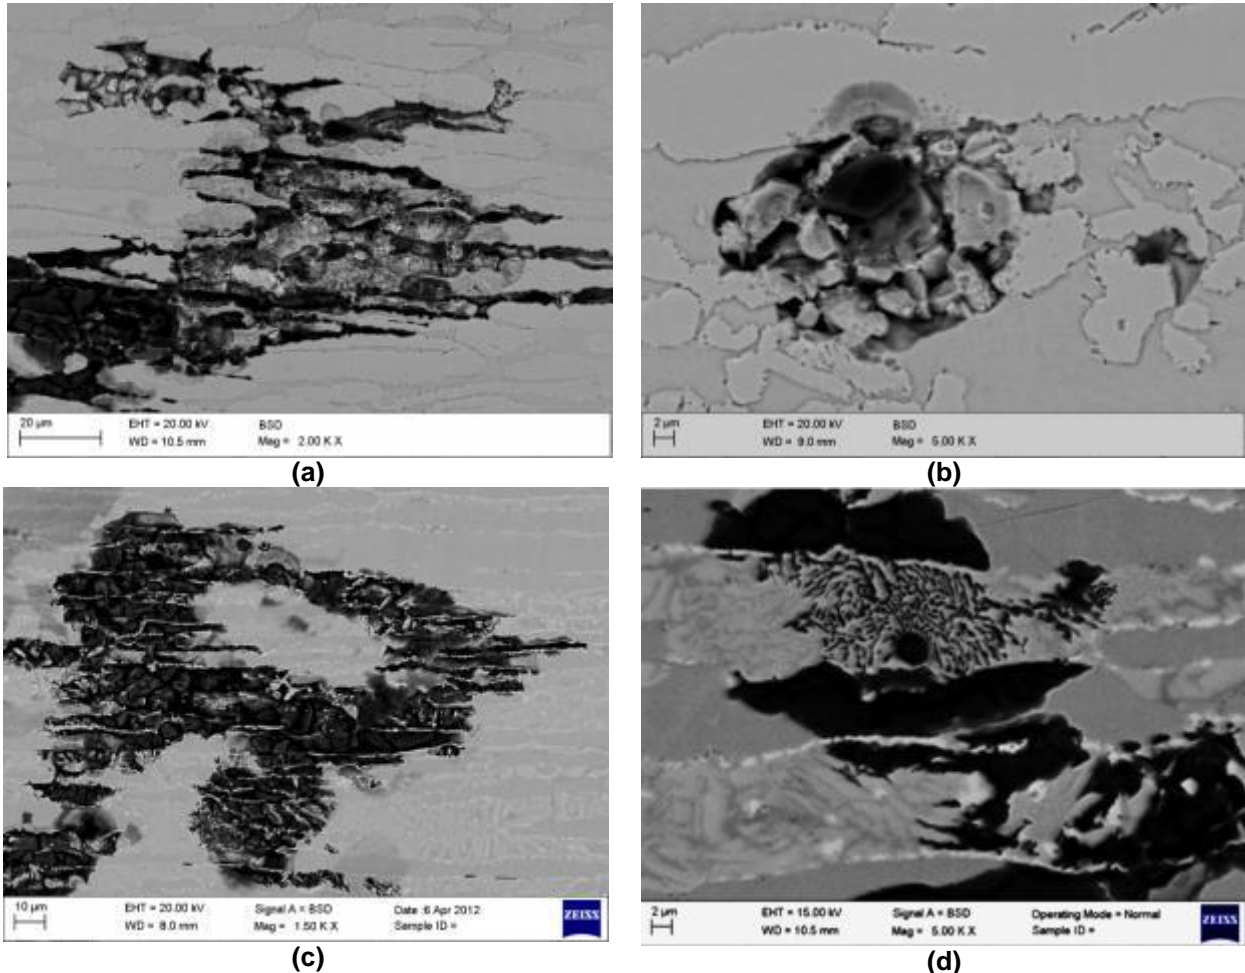 20 µm
EHT = 20.00 kV
BSD
WD = 10.5 mm
Mag = 2.00 K X
(a)
2 µm
EHT = 20.00 kV
BSD
WD = 9.0 mm
Mag = 5.00 K X
(b)
10 µm
EHT = 20.00 kV
Signal A = BSD
Date :6 Apr 2012
WD = 8.0 mm
Mag = 1.50 K X
Sample ID =
ZEISS
(c)
2 µm
EHT = 15.00 kV
Signal A = BSD
Operating Mode = Normal
WD = 10.5 mm
Mag = 5.00 K X
Sample ID =
ZEISS
(d)